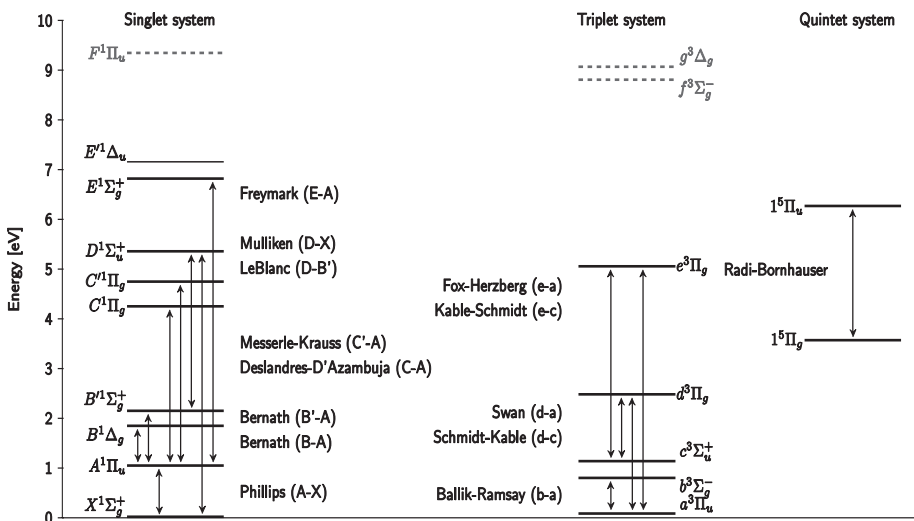 Singlet system
Triplet system
Quintet system
Energy [eV]
10
9
8
7
6
5
4
3
2
1
0
F¹Πᵤ
E′¹Δᵤ
E¹Σg⁺
D¹Σᵤ⁺
C′¹Πg
C¹Πg
B′¹Σg⁺
B¹Δg
A¹Πᵤ
X¹Σg⁺
Freymark (E-A)
Mulliken (D-X)
LeBlanc (D-B')
Messerle-Krauss (C'-A)
Deslandres-D'Azambuja (C-A)
Bernath (B'-A)
Bernath (B-A)
Phillips (A-X)
g³Δg
f³Σg⁻
e³Πg
d³Πg
c³Σᵤ⁺
b³Σg⁻
a³Πᵤ
Fox-Herzberg (e-a)
Kable-Schmidt (e-c)
Swan (d-a)
Schmidt-Kable (d-c)
Ballik-Ramsay (b-a)
1⁵Πᵤ
Radi-Bornhauser
1⁵Πg